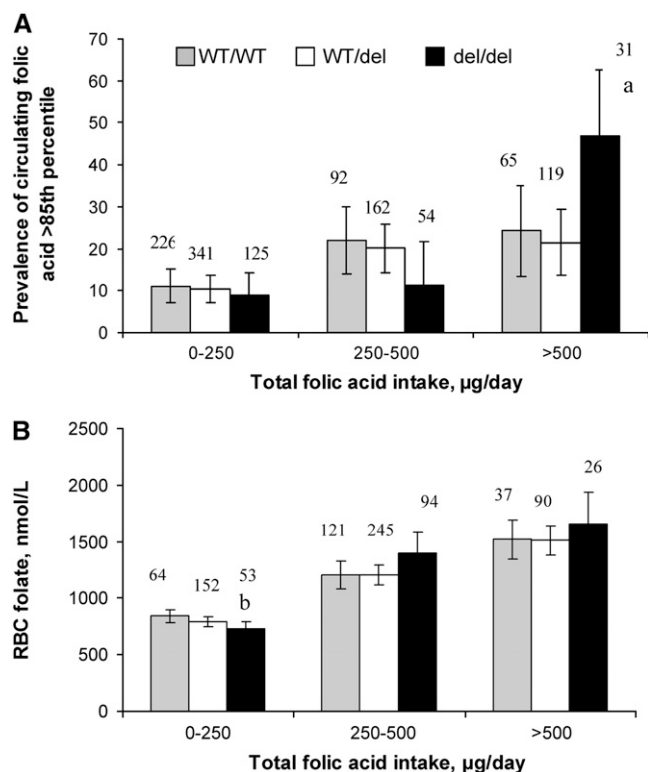 A
Prevalence of circulating folic
acid >85th percentile
70
60
50
40
30
20
10
0
WT/WT WT/del del/del
31
a
65
119
92
162
54
226
341
125
0-250 250-500 >500
Total folic acid intake, µg/day
B
RBC folate, nmol/L
2500
2000
1500
1000
500
0
26
37
90
94
121
245
64
152
53
b
0-250 250-500 >500
Total folic acid intake, µg/day